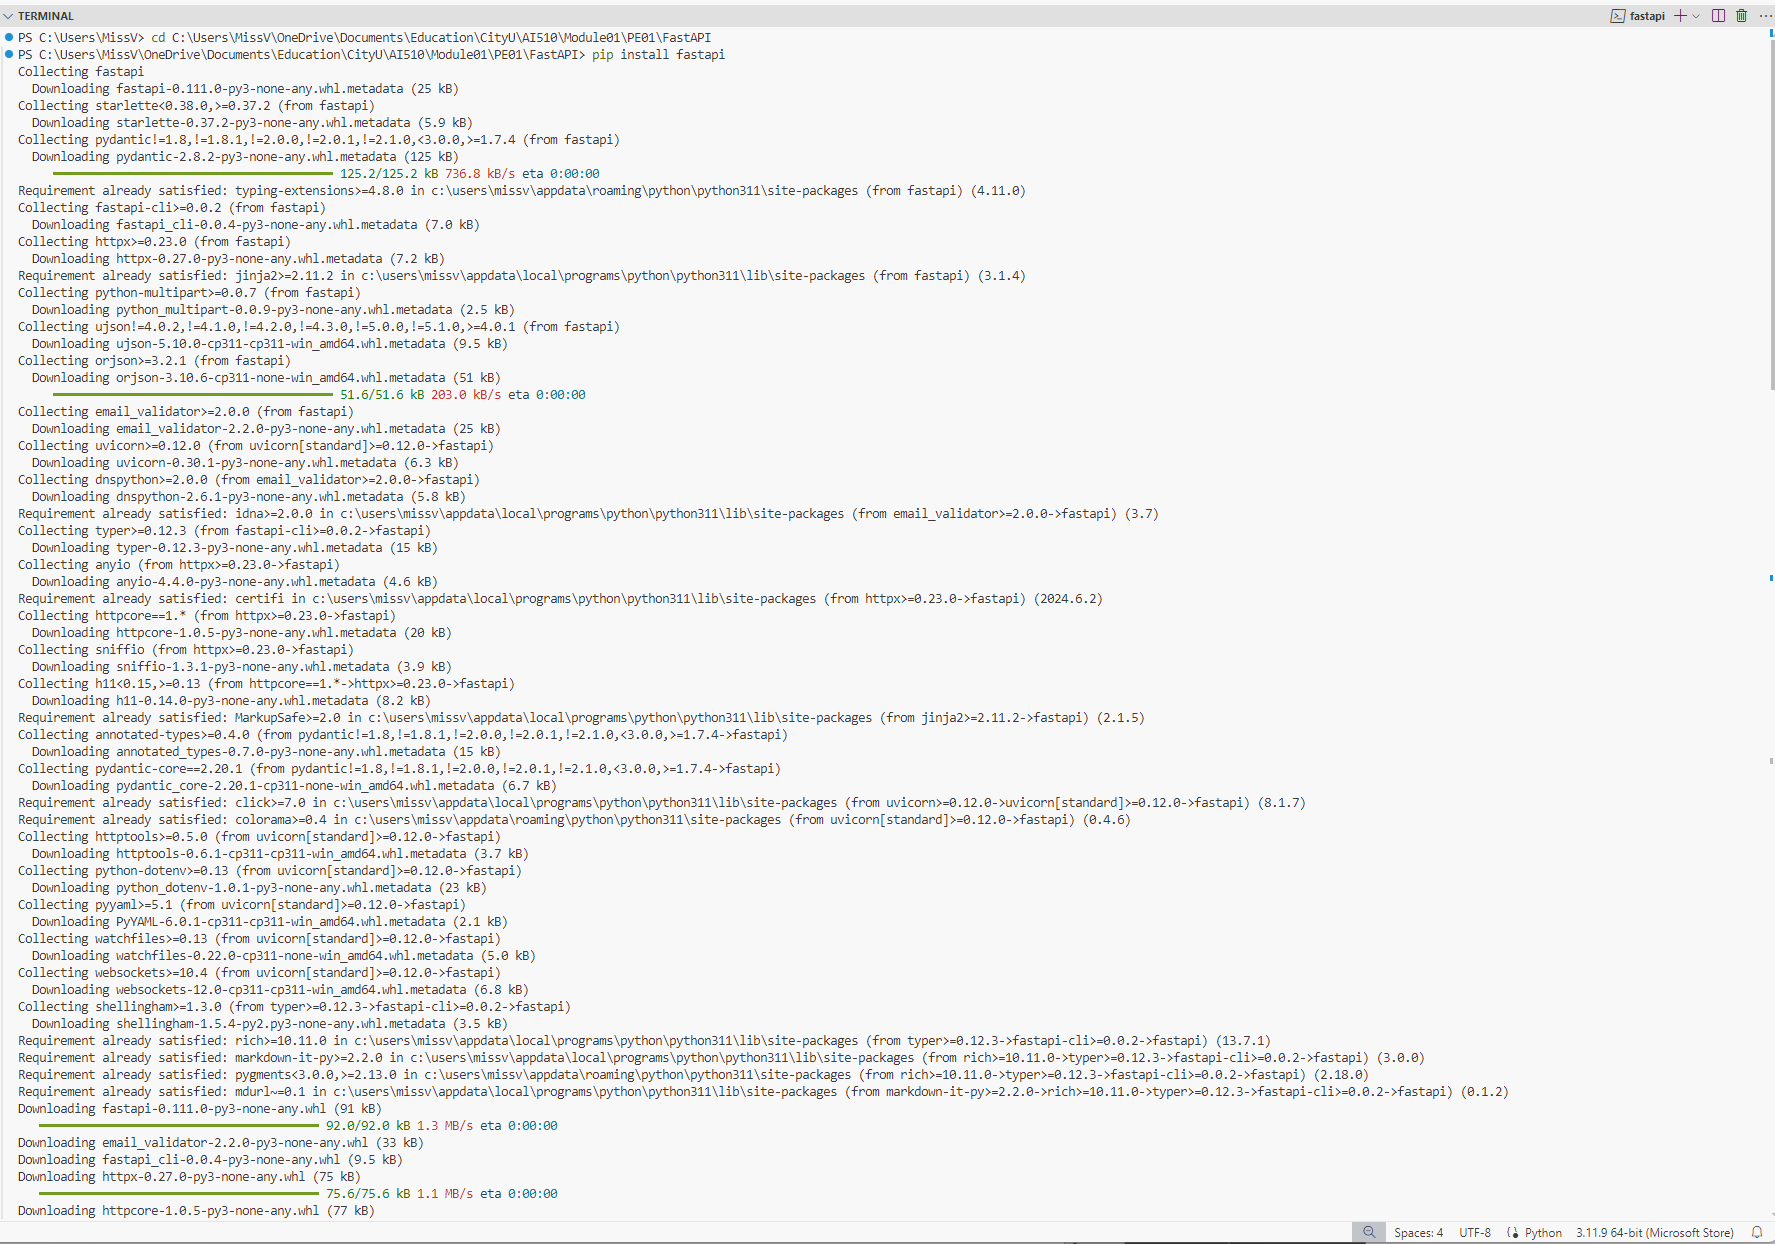 TERMINAL
fastapi
PS C:\Users\MissV> cd C:\Users\MissV\OneDrive\Documents\Education\CityU\AI510\Module01\PE01\FastAPI
PS C:\Users\MissV\OneDrive\Documents\Education\CityU\AI510\Module01\PE01\FastAPI> pip install fastapi
Collecting fastapi
Downloading fastapi-0.111.0-py3-none-any.whl.metadata (25 kB)
Collecting starlette<0.38.0,>=0.37.2 (from fastapi)
Downloading starlette-0.37.2-py3-none-any.whl.metadata (5.9 kB)
Collecting pydantic!=1.8,!=1.8.1,!=2.0.0,!=2.0.1,!=2.1.0,<3.0.0,>=1.7.4 (from fastapi)
Downloading pydantic-2.8.2-py3-none-any.whl.metadata (125 kB)
125.2/125.2 kB 736.8 kB/s eta 0:00:00
Requirement already satisfied: typing-extensions>=4.8.0 in c:\users\missv\appdata\roaming\python\python311\site-packages (from fastapi) (4.11.0)
Collecting fastapi-cli>=0.0.2 (from fastapi)
Downloading fastapi_cli-0.0.4-py3-none-any.whl.metadata (7.0 kB)
Collecting httpx>=0.23.0 (from fastapi)
Downloading httpx-0.27.0-py3-none-any.whl.metadata (7.2 kB)
Requirement already satisfied: jinja2>=2.11.2 in c:\users\missv\appdata\local\programs\python\python311\lib\site-packages (from fastapi) (3.1.4)
Collecting python-multipart>=0.0.7 (from fastapi)
Downloading python_multipart-0.0.9-py3-none-any.whl.metadata (2.5 kB)
Collecting ujson!=4.0.2,!=4.1.0,!=4.2.0,!=4.3.0,!=5.0.0,!=5.1.0,>=4.0.1 (from fastapi)
Downloading ujson-5.10.0-cp311-cp311-win_amd64.whl.metadata (9.5 kB)
Collecting orjson>=3.2.1 (from fastapi)
Downloading orjson-3.10.6-cp311-none-win_amd64.whl.metadata (51 kB)
51.6/51.6 kB 203.0 kB/s eta 0:00:00
Collecting email_validator>=2.0.0 (from fastapi)
Downloading email_validator-2.2.0-py3-none-any.whl.metadata (25 kB)
Collecting uvicorn>=0.12.0 (from uvicorn[standard]>=0.12.0->fastapi)
Downloading uvicorn-0.30.1-py3-none-any.whl.metadata (6.3 kB)
Collecting dnspython>=2.0.0 (from email_validator>=2.0.0->fastapi)
Downloading dnspython-2.6.1-py3-none-any.whl.metadata (5.8 kB)
Requirement already satisfied: idna>=2.0.0 in c:\users\missv\appdata\local\programs\python\python311\lib\site-packages (from email_validator>=2.0.0->fastapi) (3.7)
Collecting typer>=0.12.3 (from fastapi-cli>=0.0.2->fastapi)
Downloading typer-0.12.3-py3-none-any.whl.metadata (15 kB)
Collecting anyio (from httpx>=0.23.0->fastapi)
Downloading anyio-4.4.0-py3-none-any.whl.metadata (4.6 kB)
Requirement already satisfied: certifi in c:\users\missv\appdata\local\programs\python\python311\lib\site-packages (from httpx>=0.23.0->fastapi) (2024.6.2)
Collecting httpcore==1.* (from httpx>=0.23.0->fastapi)
Downloading httpcore-1.0.5-py3-none-any.whl.metadata (20 kB)
Collecting sniffio (from httpx>=0.23.0->fastapi)
Downloading sniffio-1.3.1-py3-none-any.whl.metadata (3.9 kB)
Collecting h11<0.15,>=0.13 (from httpcore==1.*->httpx>=0.23.0->fastapi)
Downloading h11-0.14.0-py3-none-any.whl.metadata (8.2 kB)
Requirement already satisfied: MarkupSafe>=2.0 in c:\users\missv\appdata\local\programs\python\python311\lib\site-packages (from jinja2>=2.11.2->fastapi) (2.1.5)
Collecting annotated-types>=0.4.0 (from pydantic!=1.8,!=1.8.1,!=2.0.0,!=2.0.1,!=2.1.0,<3.0.0,>=1.7.4->fastapi)
Downloading annotated_types-0.7.0-py3-none-any.whl.metadata (15 kB)
Collecting pydantic-core==2.20.1 (from pydantic!=1.8,!=1.8.1,!=2.0.0,!=2.0.1,!=2.1.0,<3.0.0,>=1.7.4->fastapi)
Downloading pydantic_core-2.20.1-cp311-none-win_amd64.whl.metadata (6.7 kB)
Requirement already satisfied: click>=7.0 in c:\users\missv\appdata\local\programs\python\python311\lib\site-packages (from uvicorn>=0.12.0->uvicorn[standard]>=0.12.0->fastapi) (8.1.7)
Requirement already satisfied: colorama>=0.4 in c:\users\missv\appdata\roaming\python\python311\site-packages (from uvicorn[standard]>=0.12.0->fastapi) (0.4.6)
Collecting httptools>=0.5.0 (from uvicorn[standard]>=0.12.0->fastapi)
Downloading httptools-0.6.1-cp311-cp311-win_amd64.whl.metadata (3.7 kB)
Collecting python-dotenv>=0.13 (from uvicorn[standard]>=0.12.0->fastapi)
Downloading python_dotenv-1.0.1-py3-none-any.whl.metadata (23 kB)
Collecting pyyaml>=5.1 (from uvicorn[standard]>=0.12.0->fastapi)
Downloading PyYAML-6.0.1-cp311-cp311-win_amd64.whl.metadata (2.1 kB)
Collecting watchfiles>=0.13 (from uvicorn[standard]>=0.12.0->fastapi)
Downloading watchfiles-0.22.0-cp311-none-win_amd64.whl.metadata (5.0 kB)
Collecting websockets>=10.4 (from uvicorn[standard]>=0.12.0->fastapi)
Downloading websockets-12.0-cp311-cp311-win_amd64.whl.metadata (6.8 kB)
Collecting shellingham>=1.3.0 (from typer>=0.12.3->fastapi-cli>=0.0.2->fastapi)
Downloading shellingham-1.5.4-py2.py3-none-any.whl.metadata (3.5 kB)
Requirement already satisfied: rich>=10.11.0 in c:\users\missv\appdata\local\programs\python\python311\lib\site-packages (from typer>=0.12.3->fastapi-cli>=0.0.2->fastapi) (13.7.1)
Requirement already satisfied: markdown-it-py>=2.2.0 in c:\users\missv\appdata\local\programs\python\python311\lib\site-packages (from rich>=10.11.0->typer>=0.12.3->fastapi-cli>=0.0.2->fastapi) (3.0.0)
Requirement already satisfied: pygments<3.0.0,>=2.13.0 in c:\users\missv\appdata\roaming\python\python311\site-packages (from rich>=10.11.0->typer>=0.12.3->fastapi-cli>=0.0.2->fastapi) (2.18.0)
Requirement already satisfied: mdurl~=0.1 in c:\users\missv\appdata\local\programs\python\python311\lib\site-packages (from markdown-it-py>=2.2.0->rich>=10.11.0->typer>=0.12.3->fastapi-cli>=0.0.2->fastapi) (0.1.2)
Downloading fastapi-0.111.0-py3-none-any.whl (91 kB)
92.0/92.0 kB 1.3 MB/s eta 0:00:00
Downloading email_validator-2.2.0-py3-none-any.whl (33 kB)
Downloading fastapi_cli-0.0.4-py3-none-any.whl (9.5 kB)
Downloading httpx-0.27.0-py3-none-any.whl (75 kB)
75.6/75.6 kB 1.1 MB/s eta 0:00:00
Downloading httpcore-1.0.5-py3-none-any.whl (77 kB)
Spaces: 4 UTF-8 Python 3.11.9 64-bit (Microsoft Store)